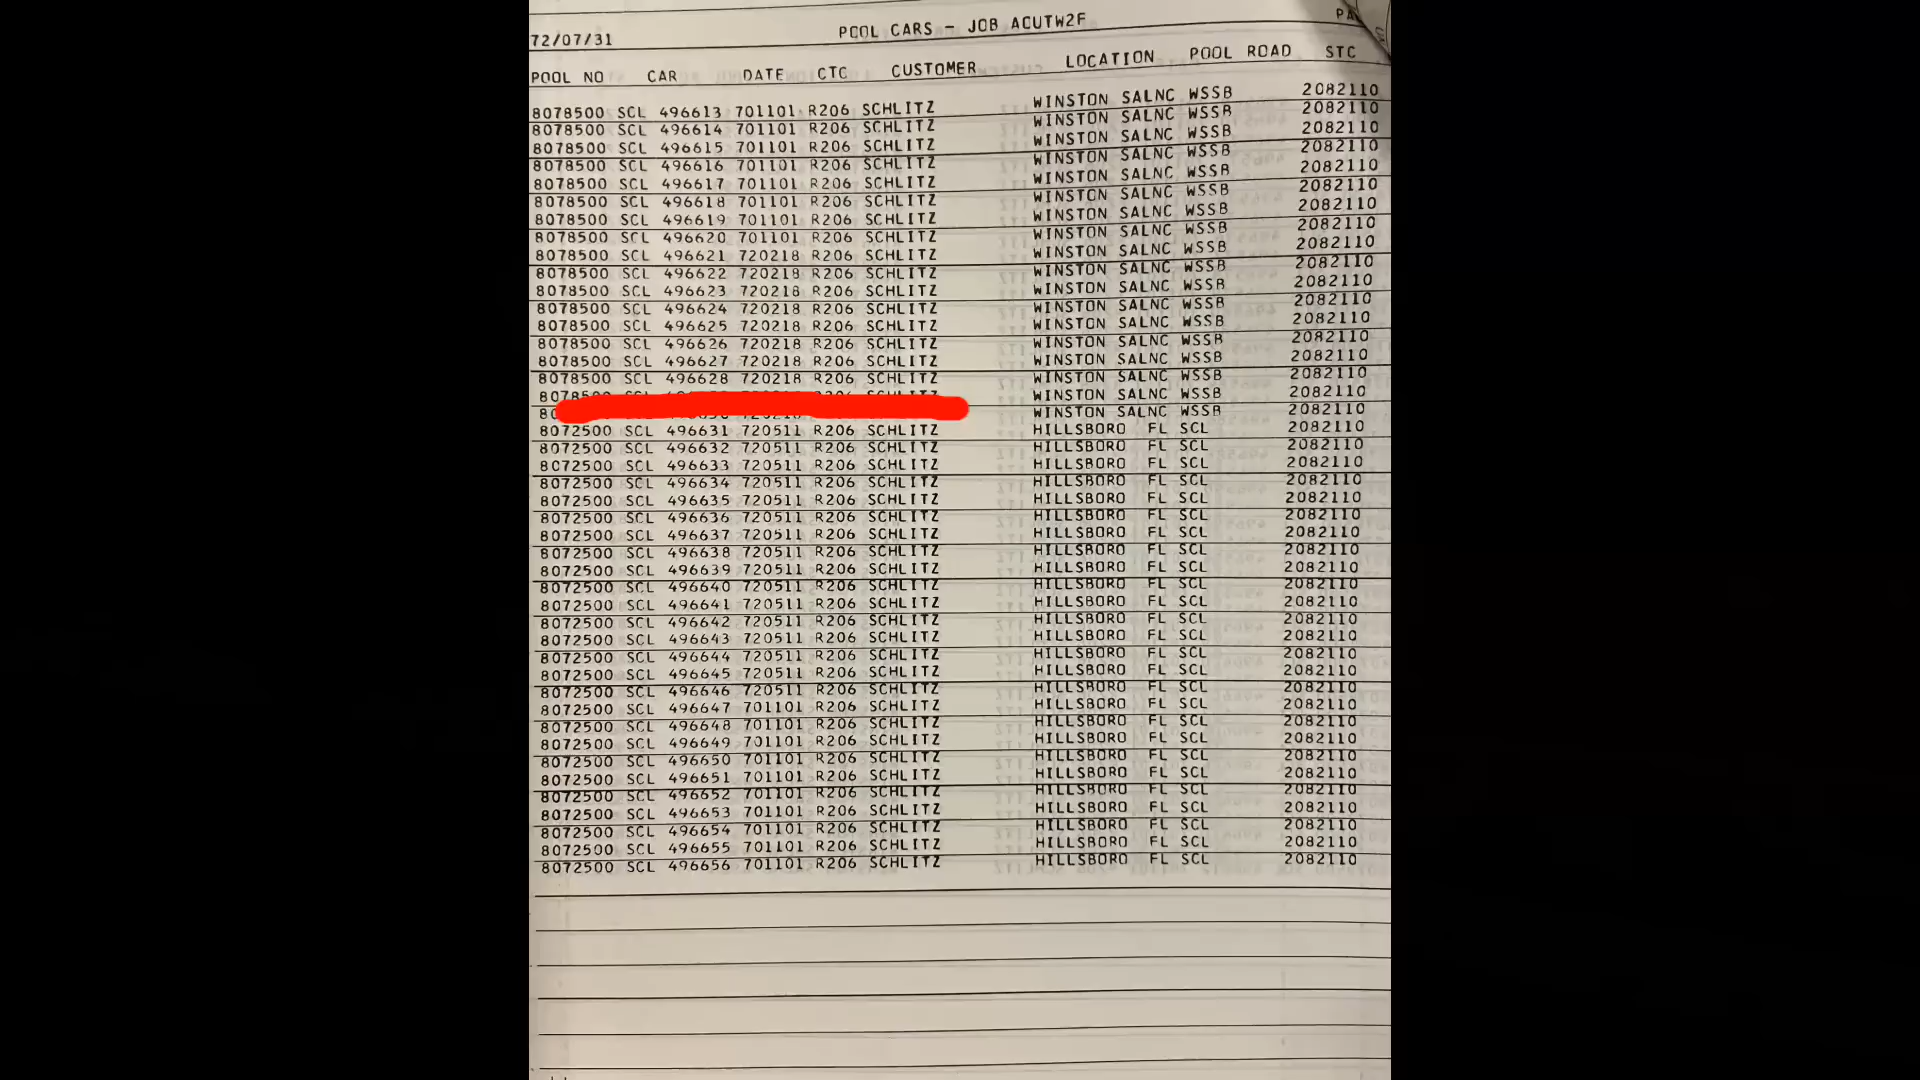 72/07/31 POOL CARS - JOB ACUTW2F
POOL NO CAR DATE CTC CUSTOMER LOCATION POOL ROAD STC
8078500 SCL 496613 701101 R206 SCHLITZ WINSTON SALNC WSSB 2082110
8078500 SCL 496614 701101 R206 SCHLITZ WINSTON SALNC WSSB 2082110
8078500 SCL 496615 701101 R206 SCHLITZ WINSTON SALNC WSSB 2082110
8078500 SCL 496616 701101 R206 SCHLITZ WINSTON SALNC WSSB 2082110
8078500 SCL 496617 701101 R206 SCHLITZ WINSTON SALNC WSSB 2082110
8078500 SCL 496618 701101 R206 SCHLITZ WINSTON SALNC WSSB 2082110
8078500 SCL 496619 701101 R206 SCHLITZ WINSTON SALNC WSSB 2082110
8078500 SCL 496620 701101 R206 SCHLITZ WINSTON SALNC WSSB 2082110
8078500 SCL 496621 720218 R206 SCHLITZ WINSTON SALNC WSSB 2082110
8078500 SCL 496622 720218 R206 SCHLITZ WINSTON SALNC WSSB 2082110
8078500 SCL 496623 720218 R206 SCHLITZ WINSTON SALNC WSSB 2082110
8078500 SCL 496624 720218 R206 SCHLITZ WINSTON SALNC WSSB 2082110
8078500 SCL 496625 720218 R206 SCHLITZ WINSTON SALNC WSSB 2082110
8078500 SCL 496626 720218 R206 SCHLITZ WINSTON SALNC WSSB 2082110
8078500 SCL 496627 720218 R206 SCHLITZ WINSTON SALNC WSSB 2082110
8078500 SCL 496628 720218 R206 SCHLITZ WINSTON SALNC WSSB 2082110
WINSTON SALNC WSSB 2082110
WINSTON SALNC WSSB 2082110
8072500 SCL 496631 720511 R206 SCHLITZ HILLSBORO FL SCL 2082110
8072500 SCL 496632 720511 R206 SCHLITZ HILLSBORO FL SCL 2082110
8072500 SCL 496633 720511 R206 SCHLITZ HILLSBORO FL SCL 2082110
8072500 SCL 496634 720511 R206 SCHLITZ HILLSBORO FL SCL 2082110
8072500 SCL 496635 720511 R206 SCHLITZ HILLSBORO FL SCL 2082110
8072500 SCL 496636 720511 R206 SCHLITZ HILLSBORO FL SCL 2082110
8072500 SCL 496637 720511 R206 SCHLITZ HILLSBORO FL SCL 2082110
8072500 SCL 496638 720511 R206 SCHLITZ HILLSBORO FL SCL 2082110
8072500 SCL 496639 720511 R206 SCHLITZ HILLSBORO FL SCL 2082110
8072500 SCL 496640 720511 R206 SCHLITZ HILLSBORO FL SCL 2082110
8072500 SCL 496641 720511 R206 SCHLITZ HILLSBORO FL SCL 2082110
8072500 SCL 496642 720511 R206 SCHLITZ HILLSBORO FL SCL 2082110
8072500 SCL 496643 720511 R206 SCHLITZ HILLSBORO FL SCL 2082110
8072500 SCL 496644 720511 R206 SCHLITZ HILLSBORO FL SCL 2082110
8072500 SCL 496645 720511 R206 SCHLITZ HILLSBORO FL SCL 2082110
8072500 SCL 496646 720511 R206 SCHLITZ HILLSBORO FL SCL 2082110
8072500 SCL 496647 701101 R206 SCHLITZ HILLSBORO FL SCL 2082110
8072500 SCL 496648 701101 R206 SCHLITZ HILLSBORO FL SCL 2082110
8072500 SCL 496649 701101 R206 SCHLITZ HILLSBORO FL SCL 2082110
8072500 SCL 496650 701101 R206 SCHLITZ HILLSBORO FL SCL 2082110
8072500 SCL 496651 701101 R206 SCHLITZ HILLSBORO FL SCL 2082110
8072500 SCL 496652 701101 R206 SCHLITZ HILLSBORO FL SCL 2082110
8072500 SCL 496653 701101 R206 SCHLITZ HILLSBORO FL SCL 2082110
8072500 SCL 496654 701101 R206 SCHLITZ HILLSBORO FL SCL 2082110
8072500 SCL 496655 701101 R206 SCHLITZ HILLSBORO FL SCL 2082110
8072500 SCL 496656 701101 R206 SCHLITZ HILLSBORO FL SCL 2082110